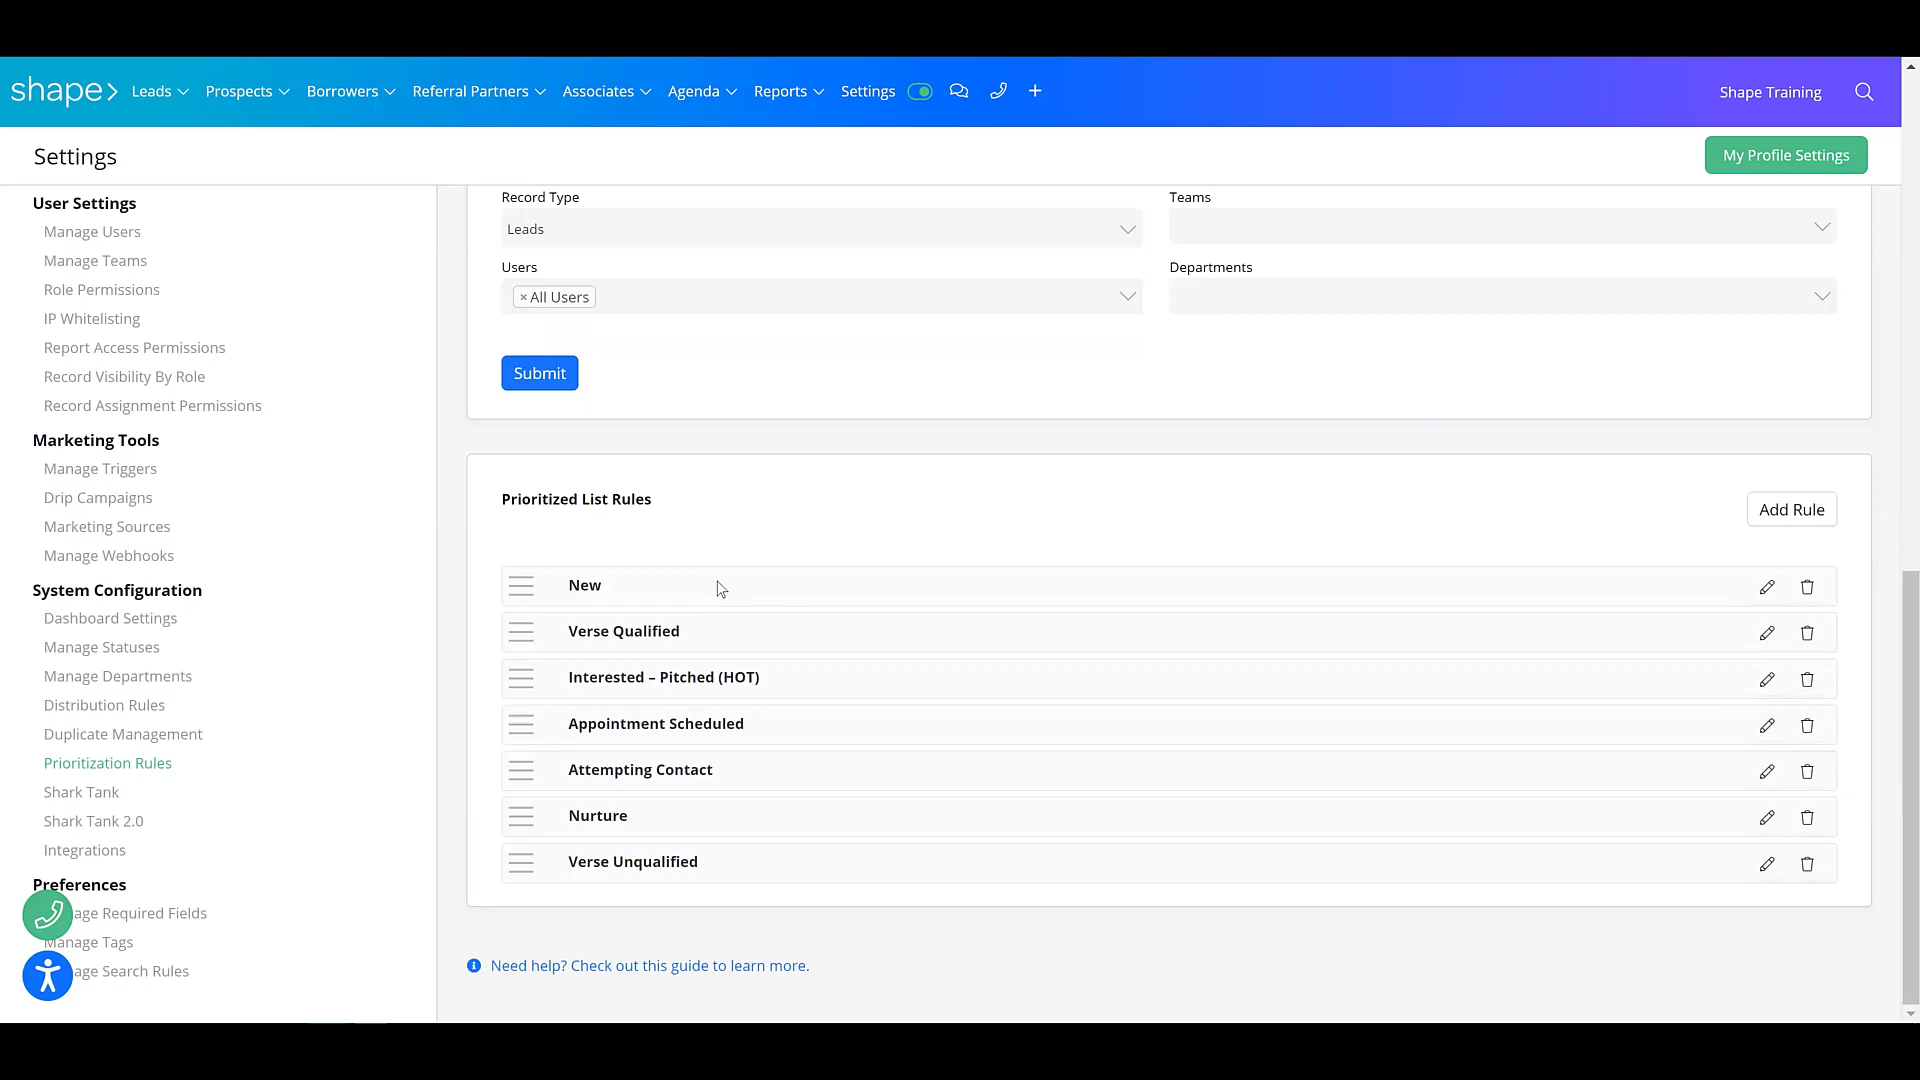 shape>
Leads
Prospects
Borrowers
Referral Partners
Associates
Agenda
Reports
Settings
Shape Training
Settings
My Profile Settings
User Settings
Manage Users
Manage Teams
Role Permissions
IP Whitelisting
Report Access Permissions
Record Visibility By Role
Record Assignment Permissions
Marketing Tools
Manage Triggers
Drip Campaigns
Marketing Sources
Manage Webhooks
System Configuration
Dashboard Settings
Manage Statuses
Manage Departments
Distribution Rules
Duplicate Management
Prioritization Rules
Shark Tank
Shark Tank 2.0
Integrations
Preferences
age Required Fields
Manage Tags
age Search Rules
Record Type
Leads
Teams
Users
× All Users
Departments
Submit
Prioritized List Rules
Add Rule
New
Verse Qualified
Interested – Pitched (HOT)
Appointment Scheduled
Attempting Contact
Nurture
Verse Unqualified
Need help? Check out this guide to learn more.